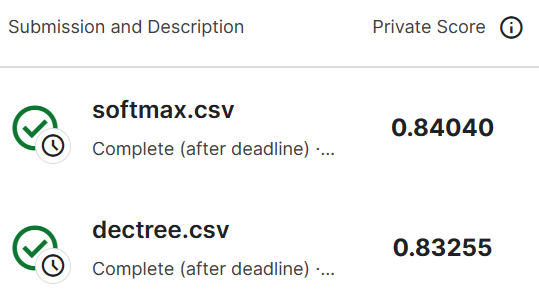 Submission and Description Private Score
softmax.csv
0.84040
Complete (after deadline) ·...
dectree.csv
0.83255
Complete (after deadline) ·...